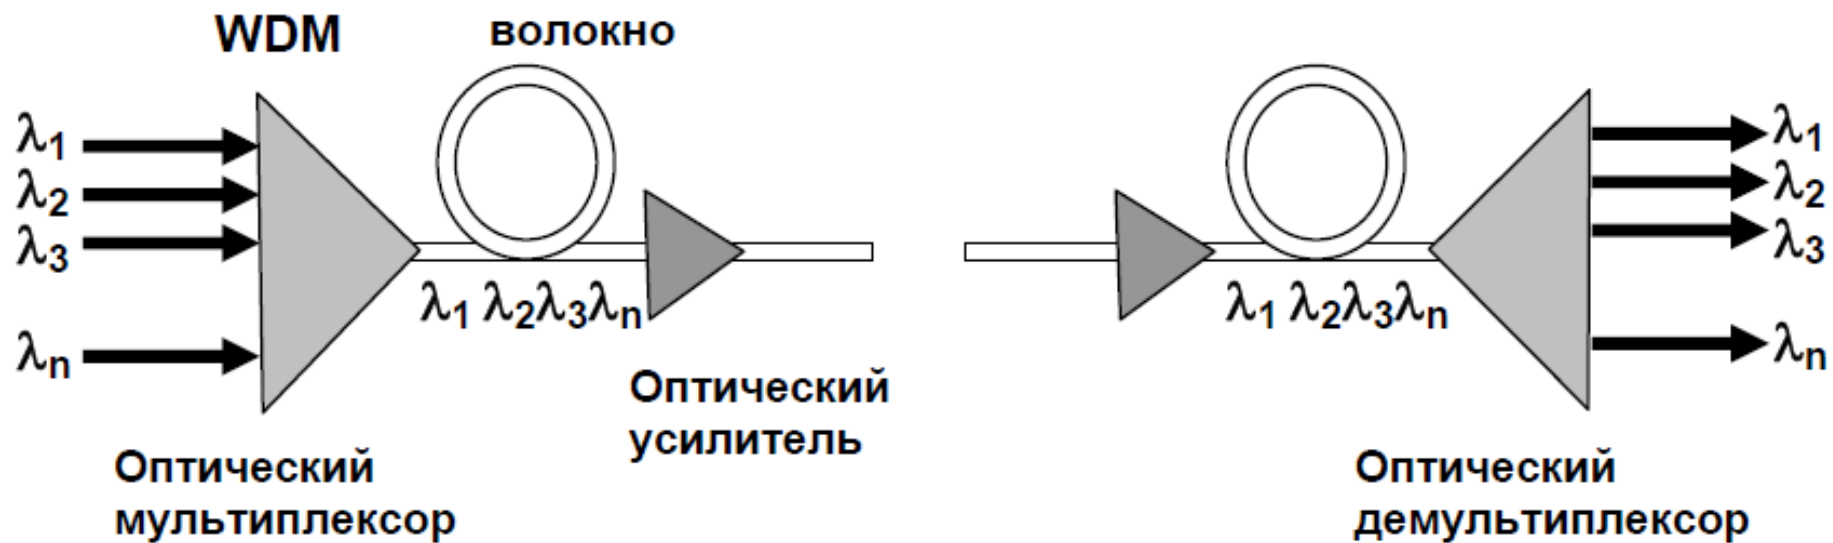 WDM
волокно
λ1
λ2
λ3
λn
λ1 λ2λ3λn
Оптический
усилитель
Оптический
мультиплексор
λ1 λ2λ3λn
λ1
λ2
λ3
λn
Оптический
демультиплексор